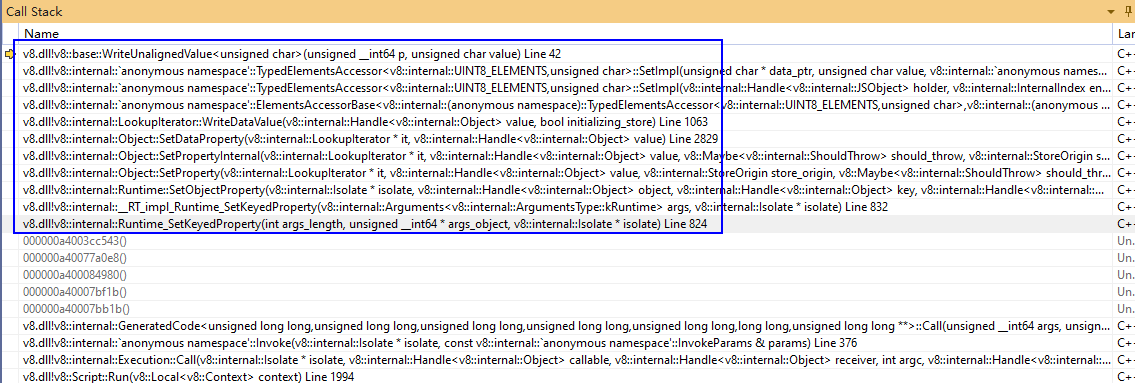 Call Stack
Name Lar
v8.dll!v8::base::WriteUnalignedValue<unsigned char>(unsigned __int64 p, unsigned char value) Line 42 C++
v8.dll!v8::internal::`anonymous namespace'::TypedElementsAccessor<v8::internal::UINT8_ELEMENTS,unsigned char>::SetImpl(unsigned char * data_ptr, unsigned char value, v8::internal::`anonymous names... C++
v8.dll!v8::internal::`anonymous namespace'::TypedElementsAccessor<v8::internal::UINT8_ELEMENTS,unsigned char>::SetImpl(v8::internal::Handle<v8::internal::JSObject> holder, v8::internal::InternalIndex en... C++
v8.dll!v8::internal::`anonymous namespace'::ElementsAccessorBase<v8::internal::(anonymous namespace)::TypedElementsAccessor<v8::internal::UINT8_ELEMENTS,unsigned char>,v8::internal::(anonymous ... C++
v8.dll!v8::internal::LookupIterator::WriteDataValue(v8::internal::Handle<v8::internal::Object> value, bool initializing_store) Line 1063 C++
v8.dll!v8::internal::Object::SetDataProperty(v8::internal::LookupIterator * it, v8::internal::Handle<v8::internal::Object> value) Line 2829 C++
v8.dll!v8::internal::Object::SetPropertyInternal(v8::internal::LookupIterator * it, v8::internal::Handle<v8::internal::Object> value, v8::Maybe<v8::internal::ShouldThrow> should_throw, v8::internal::StoreOrigin s... C++
v8.dll!v8::internal::Object::SetProperty(v8::internal::LookupIterator * it, v8::internal::Handle<v8::internal::Object> value, v8::internal::StoreOrigin store_origin, v8::Maybe<v8::internal::ShouldThrow> should_thr... C++
v8.dll!v8::internal::Runtime::SetObjectProperty(v8::internal::Isolate * isolate, v8::internal::Handle<v8::internal::Object> object, v8::internal::Handle<v8::internal::Object> key, v8::internal::Handle<v8::internal::... C++
v8.dll!v8::internal::__RT_impl_Runtime_SetKeyedProperty(v8::internal::Arguments<v8::internal::ArgumentsType::kRuntime> args, v8::internal::Isolate * isolate) Line 832 C++
v8.dll!v8::internal::Runtime_SetKeyedProperty(int args_length, unsigned __int64 * args_object, v8::internal::Isolate * isolate) Line 824 C++
000000a4003cc543() Un...
000000a40077a0e8() Un...
000000a400084980() Un...
000000a40007bf1b() Un...
000000a40007bb1b() Un...
v8.dll!v8::internal::GeneratedCode<unsigned long long,unsigned long long,unsigned long long,unsigned long long,unsigned long long,long long,unsigned long long **>::Call(unsigned __int64 args, unsign... C++
v8.dll!v8::internal::`anonymous namespace'::Invoke(v8::internal::Isolate * isolate, const v8::internal::`anonymous namespace'::InvokeParams & params) Line 376 C++
v8.dll!v8::internal::Execution::Call(v8::internal::Isolate * isolate, v8::internal::Handle<v8::internal::Object> callable, v8::internal::Handle<v8::internal::Object> receiver, int argc, v8::internal::Handle<v8::internal::... C++
v8.dll!v8::Script::Run(v8::Local<v8::Context> context) Line 1994 C++